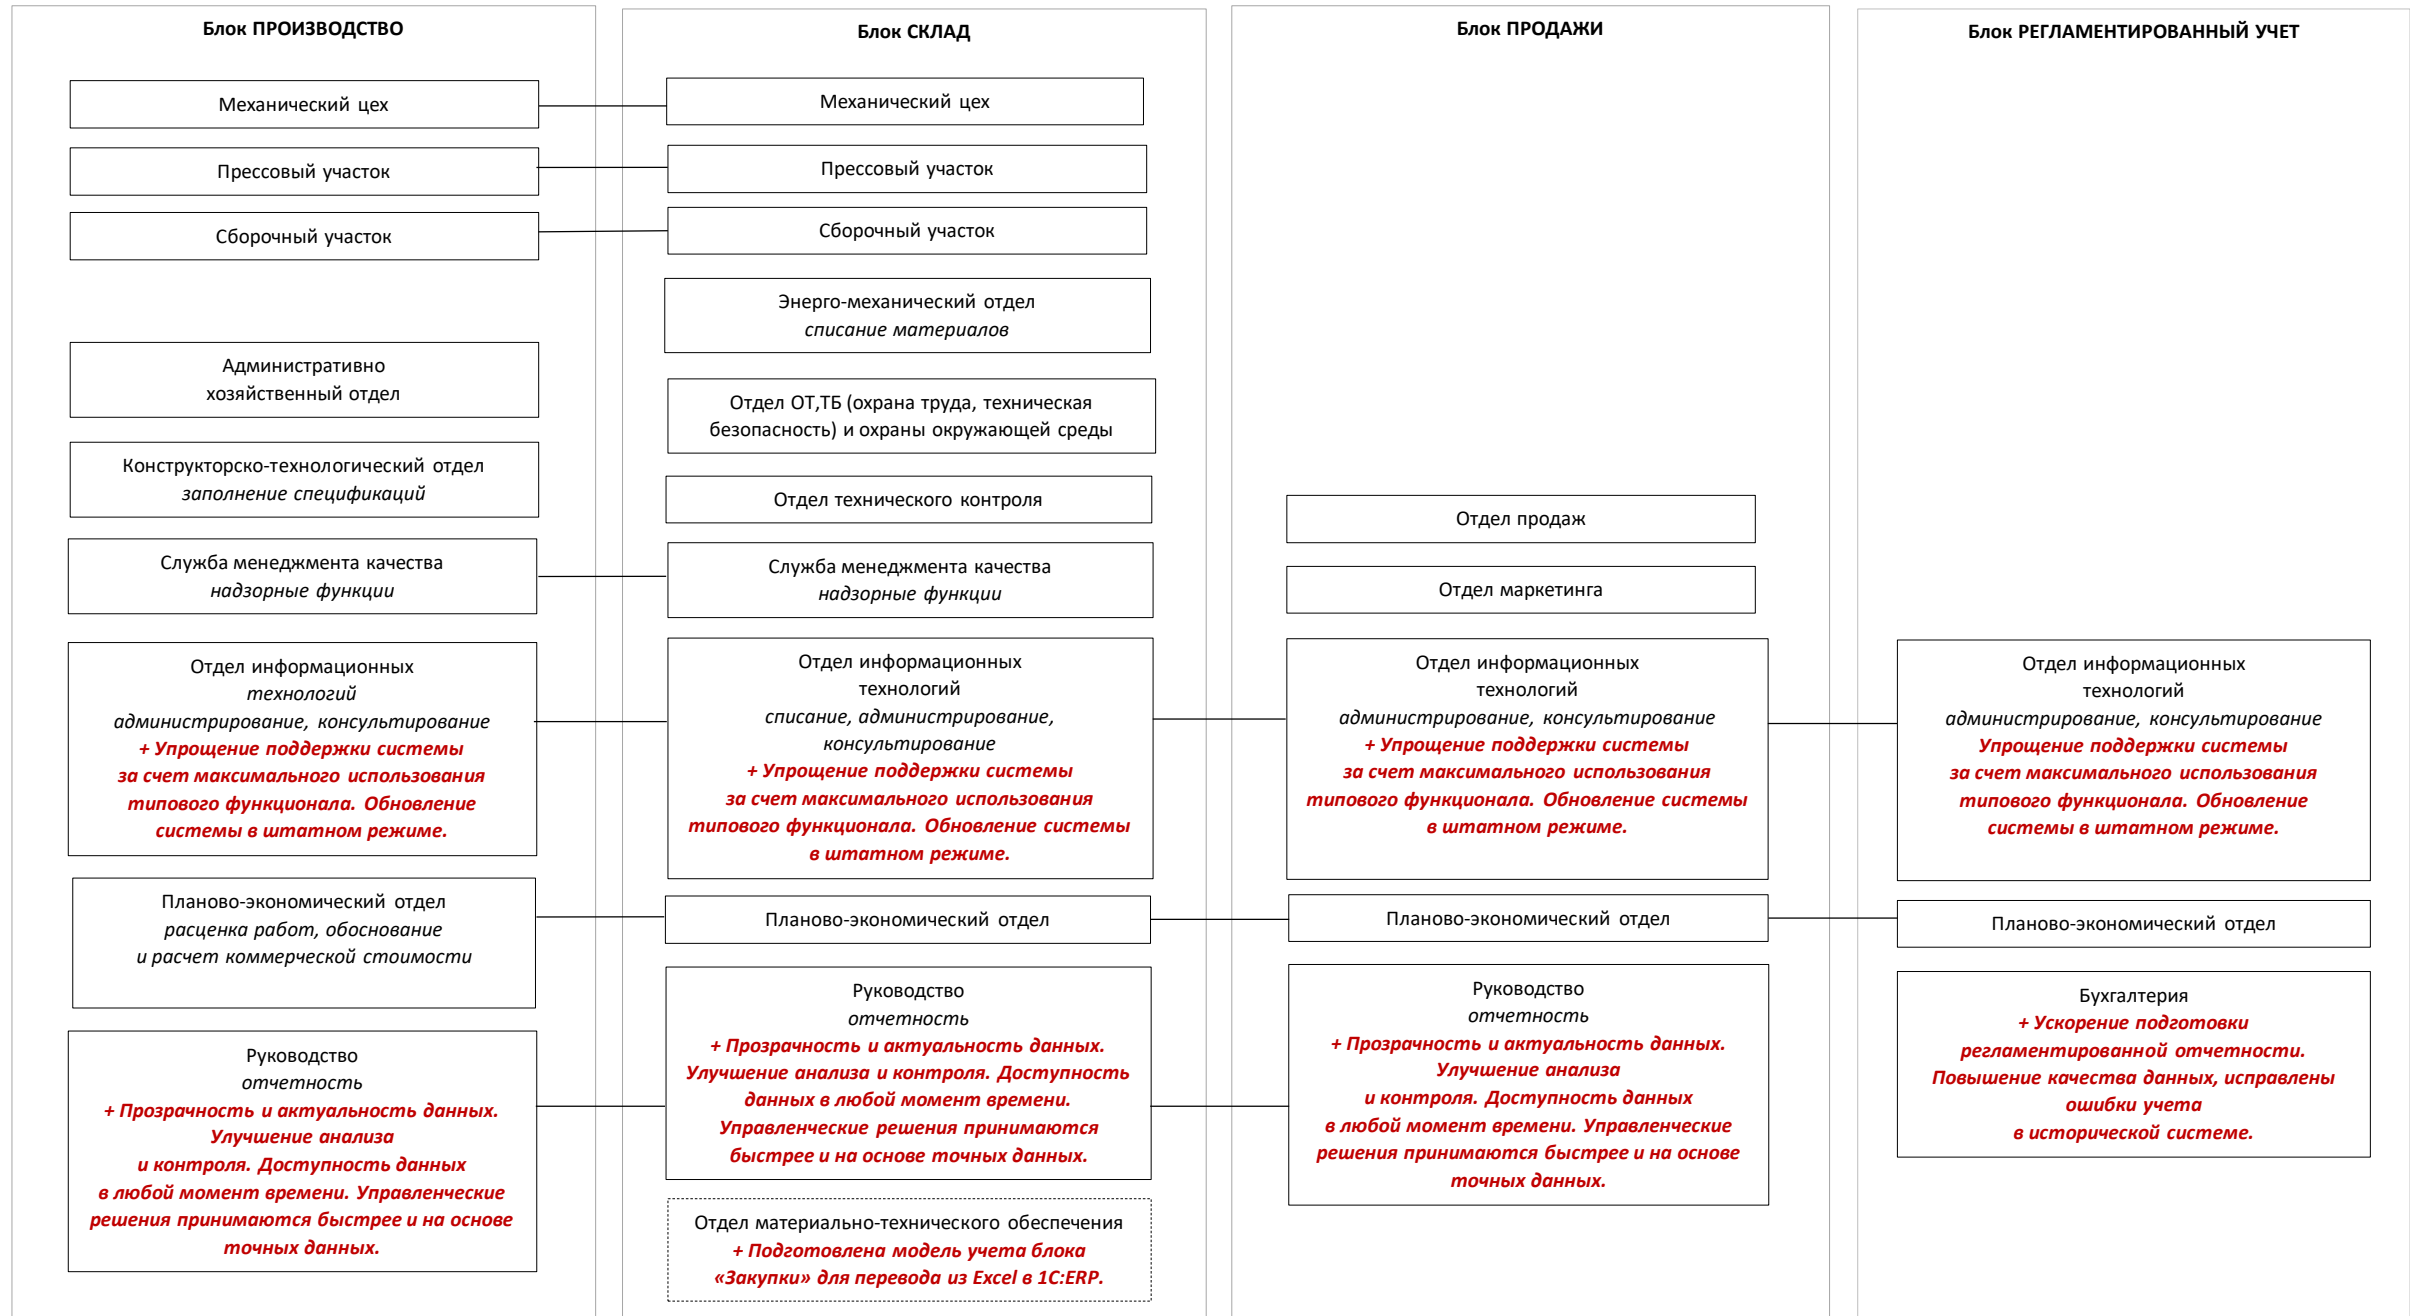 Блок ПРОИЗВОДСТВО
Механический цех
Прессовый участок
Сборочный участок
Административно
хозяйственный отдел
Конструкторско-технологический отдел
заполнение спецификаций
Служба менеджмента качества
надзорные функции
Отдел информационных
технологий
администрирование, консультирование
+ Упрощение поддержки системы
за счет максимального использования
типового функционала. Обновление
системы в штатном режиме.
Планово-экономический отдел
расценка работ, обоснование
и расчет коммерческой стоимости
Руководство
отчетность
+ Прозрачность и актуальность данных.
Улучшение анализа
и контроля. Доступность данных
в любой момент времени. Управленческие
решения принимаются быстрее и на основе
точных данных.
Блок СКЛАД
Механический цех
Прессовый участок
Сборочный участок
Энерго-механический отдел
списание материалов
Отдел ОТ,ТБ (охрана труда, техническая
безопасность) и охраны окружающей среды
Отдел технического контроля
Служба менеджмента качества
надзорные функции
Отдел информационных
технологий
списание, администрирование,
консультирование
+ Упрощение поддержки системы
за счет максимального использования
типового функционала. Обновление системы
в штатном режиме.
Планово-экономический отдел
Руководство
отчетность
+ Прозрачность и актуальность данных.
Улучшение анализа и контроля. Доступность
данных в любой момент времени.
Управленческие решения принимаются
быстрее и на основе точных данных.
Отдел материально-технического обеспечения
+ Подготовлена модель учета блока
«Закупки» для перевода из Excel в 1С:ERP.
Блок ПРОДАЖИ
Отдел продаж
Отдел маркетинга
Отдел информационных
технологий
администрирование, консультирование
+ Упрощение поддержки системы
за счет максимального использования
типового функционала. Обновление системы
в штатном режиме.
Планово-экономический отдел
Руководство
отчетность
+ Прозрачность и актуальность данных.
Улучшение анализа
и контроля. Доступность данных
в любой момент времени. Управленческие
решения принимаются быстрее и на основе
точных данных.
Блок РЕГЛАМЕНТИРОВАННЫЙ УЧЕТ
Отдел информационных
технологий
администрирование, консультирование
Упрощение поддержки системы
за счет максимального использования
типового функционала. Обновление
системы в штатном режиме.
Планово-экономический отдел
Бухгалтерия
+ Ускорение подготовки
регламентированной отчетности.
Повышение качества данных, исправлены
ошибки учета
в исторической системе.